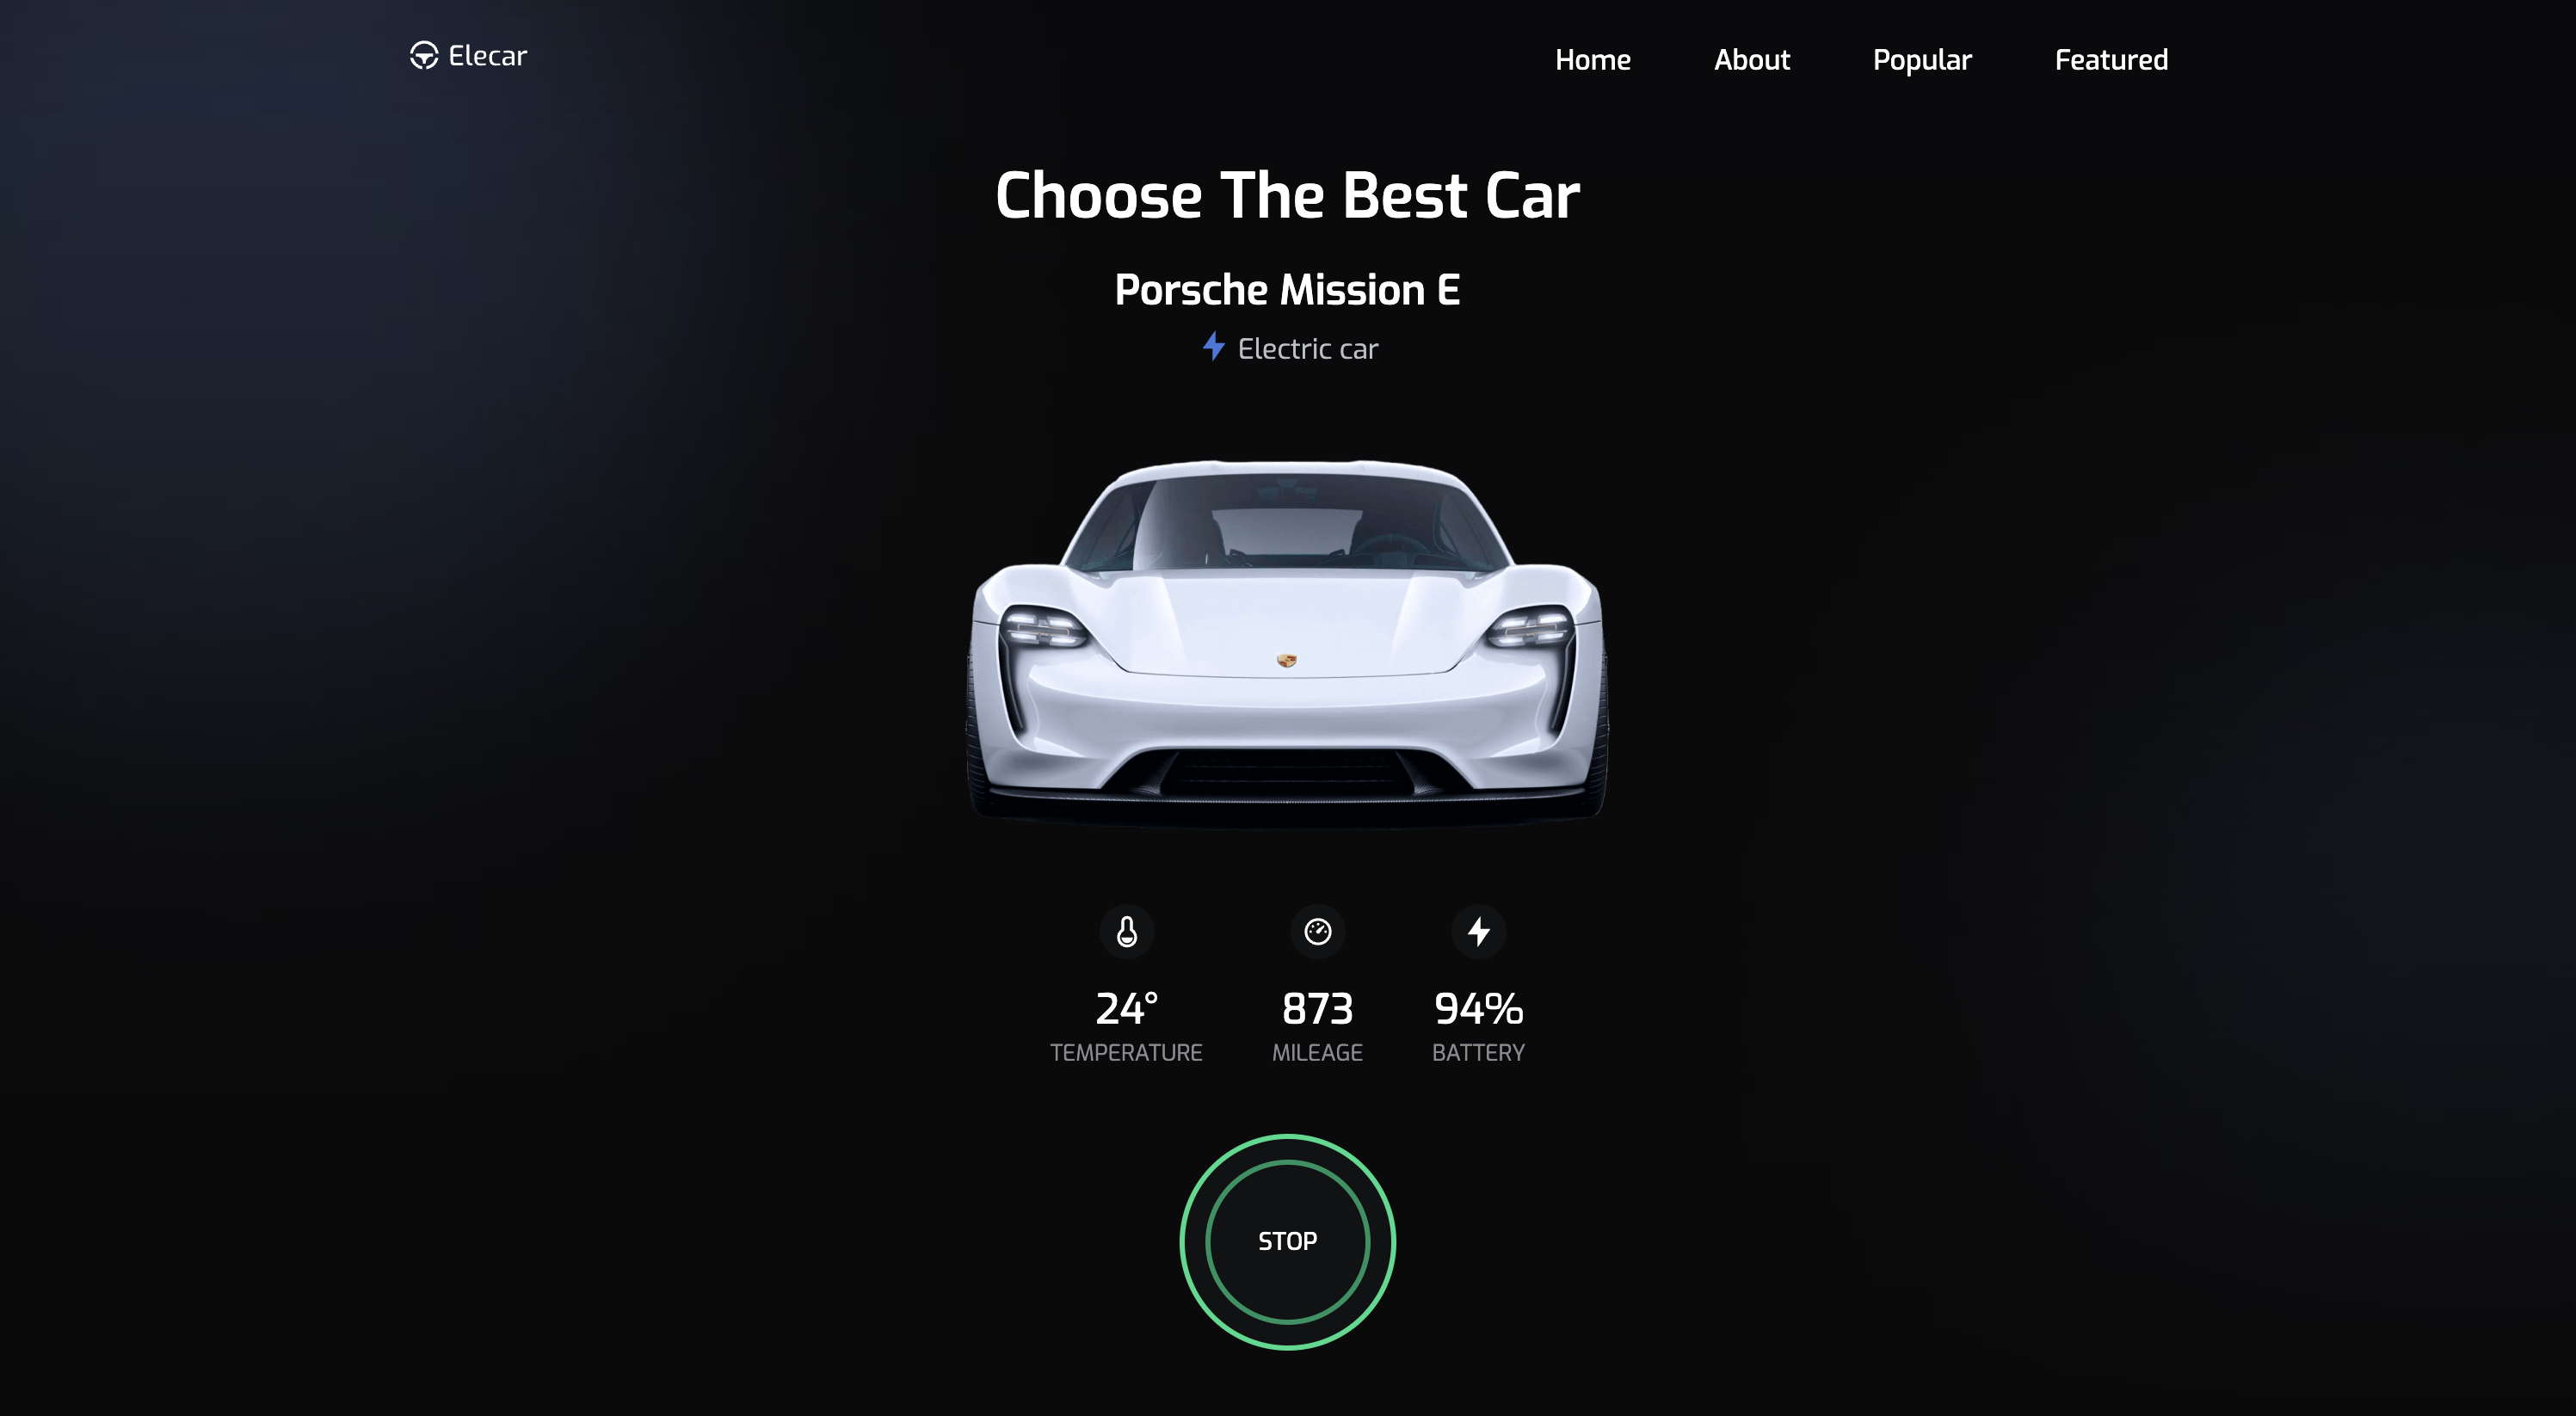 Elecar
Home About Popular Featured
Choose The Best Car
Porsche Mission E
Electric car
24° 873 94%
TEMPERATURE MILEAGE BATTERY
STOP